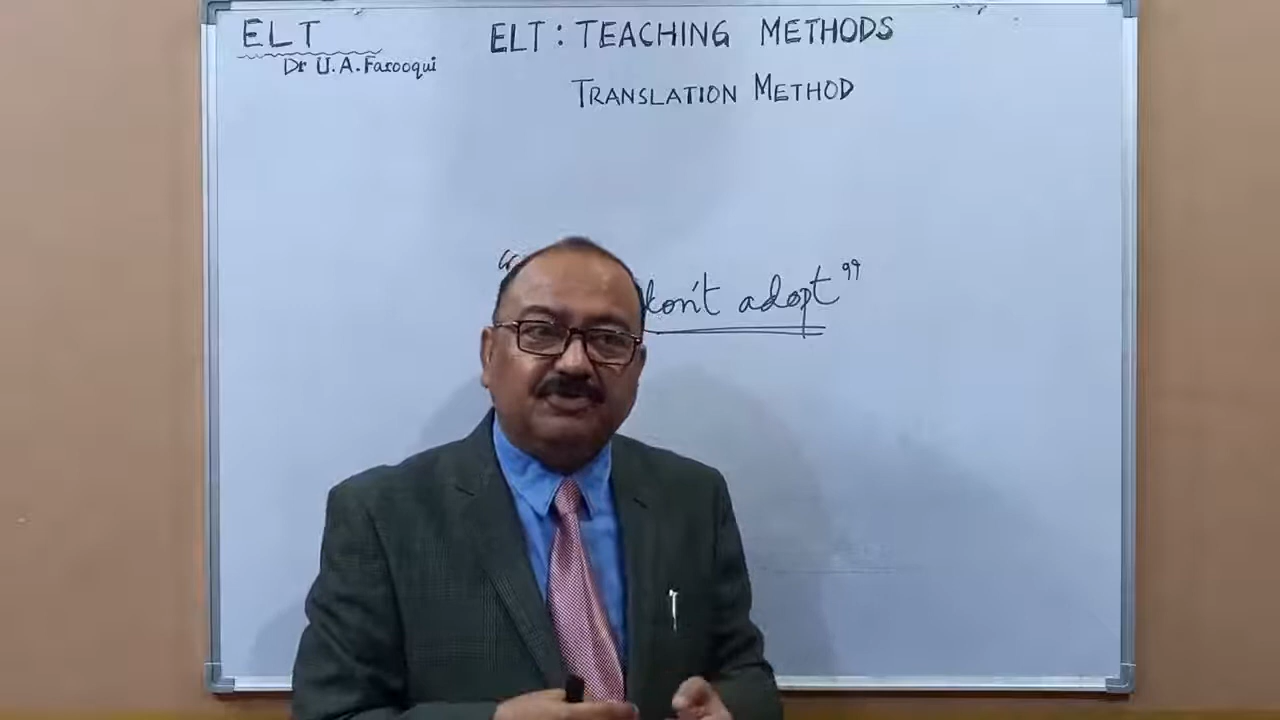 ELT
Dr U.A. Farooqui
ELT : TEACHING METHODS
TRANSLATION METHOD
don't adopt"